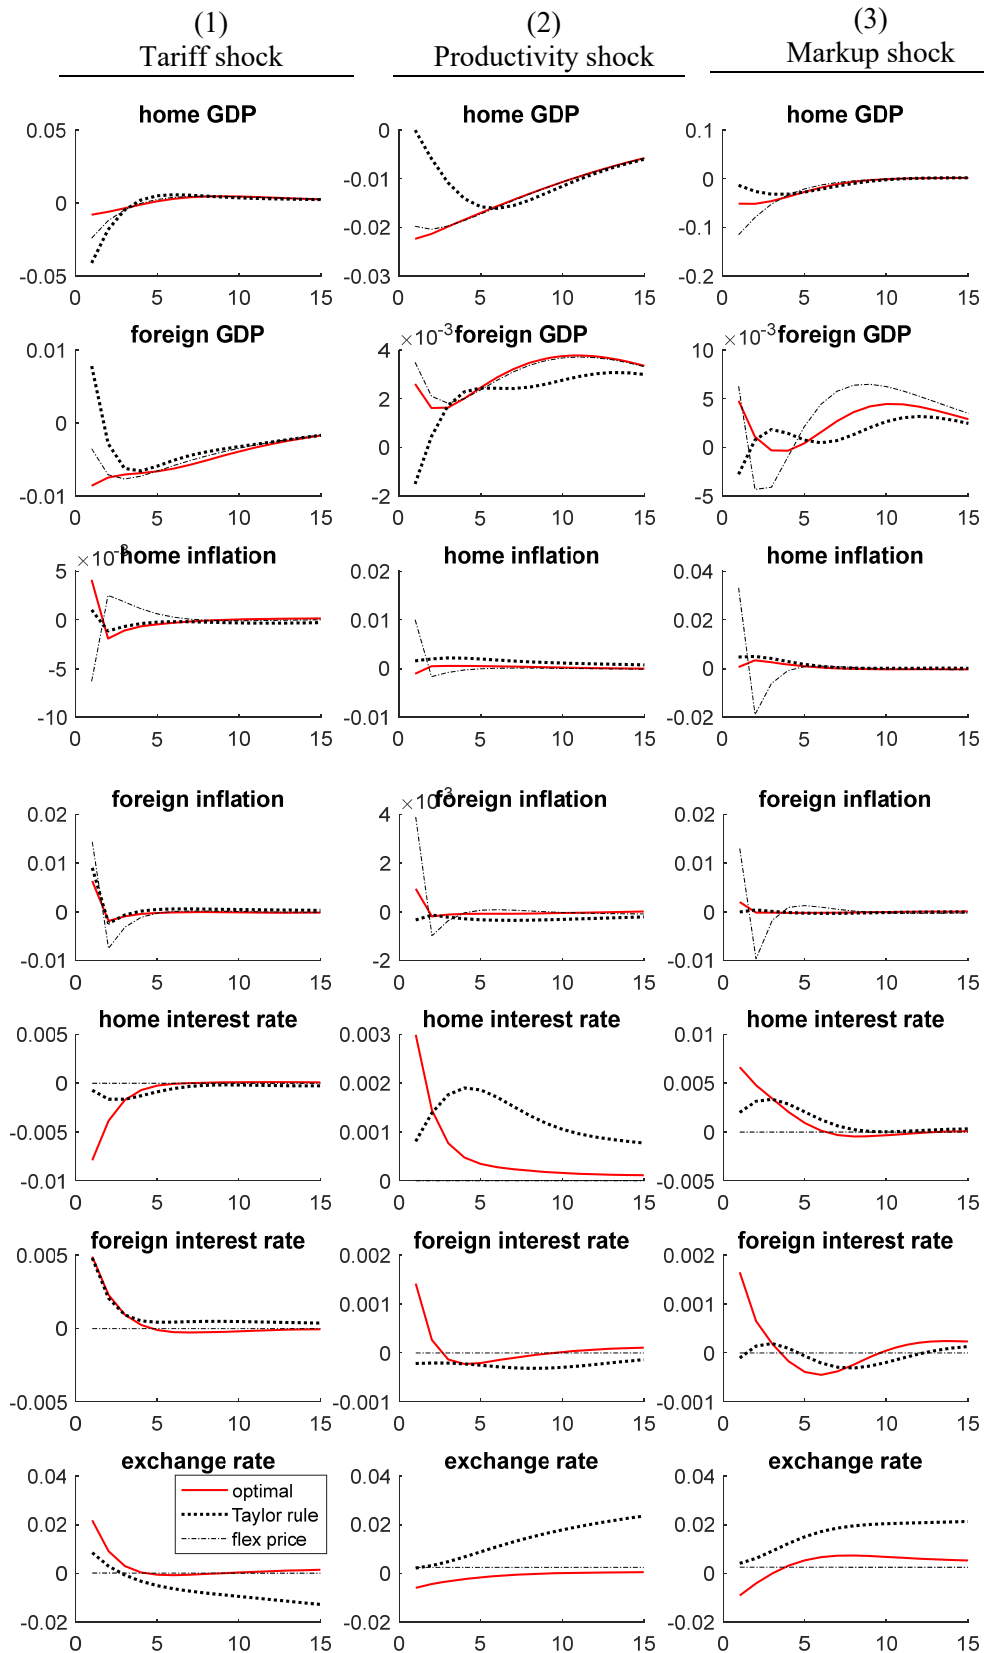 (1) (2) (3)
Tariff shock Productivity shock Markup shock
home GDP home GDP home GDP
0.05 0 -0.05
0 5 10 15
0 -0.01 -0.02 -0.03
0 5 10 15
0.1 0 -0.1 -0.2
0 5 10 15
foreign GDP ×10⁻³ foreign GDP ×10⁻³ foreign GDP
0.01 0 -0.01
0 5 10 15
4 2 0 -2
0 5 10 15
10 5 0 -5
0 5 10 15
×10⁻³ home inflation home inflation home inflation
5 0 -5 -10
0 5 10 15
0.02 0.01 0 -0.01
0 5 10 15
0.04 0.02 0 -0.02
0 5 10 15
foreign inflation ×10⁻³ foreign inflation foreign inflation
0.02 0.01 0 -0.01
0 5 10 15
4 2 0 -2
0 5 10 15
0.02 0.01 0 -0.01
0 5 10 15
home interest rate home interest rate home interest rate
0.005 0 -0.005 -0.01
0 5 10 15
0.003 0.002 0.001 0
0 5 10 15
0.01 0.005 0 -0.005
0 5 10 15
foreign interest rate foreign interest rate foreign interest rate
0.005 0 -0.005
0 5 10 15
0.002 0.001 0 -0.001
0 5 10 15
0.002 0.001 0 -0.001
0 5 10 15
exchange rate exchange rate exchange rate
0.04 0.02 0 -0.02
optimal
Taylor rule
flex price
0 5 10 15
0.04 0.02 0 -0.02
0 5 10 15
0.04 0.02 0 -0.02
0 5 10 15